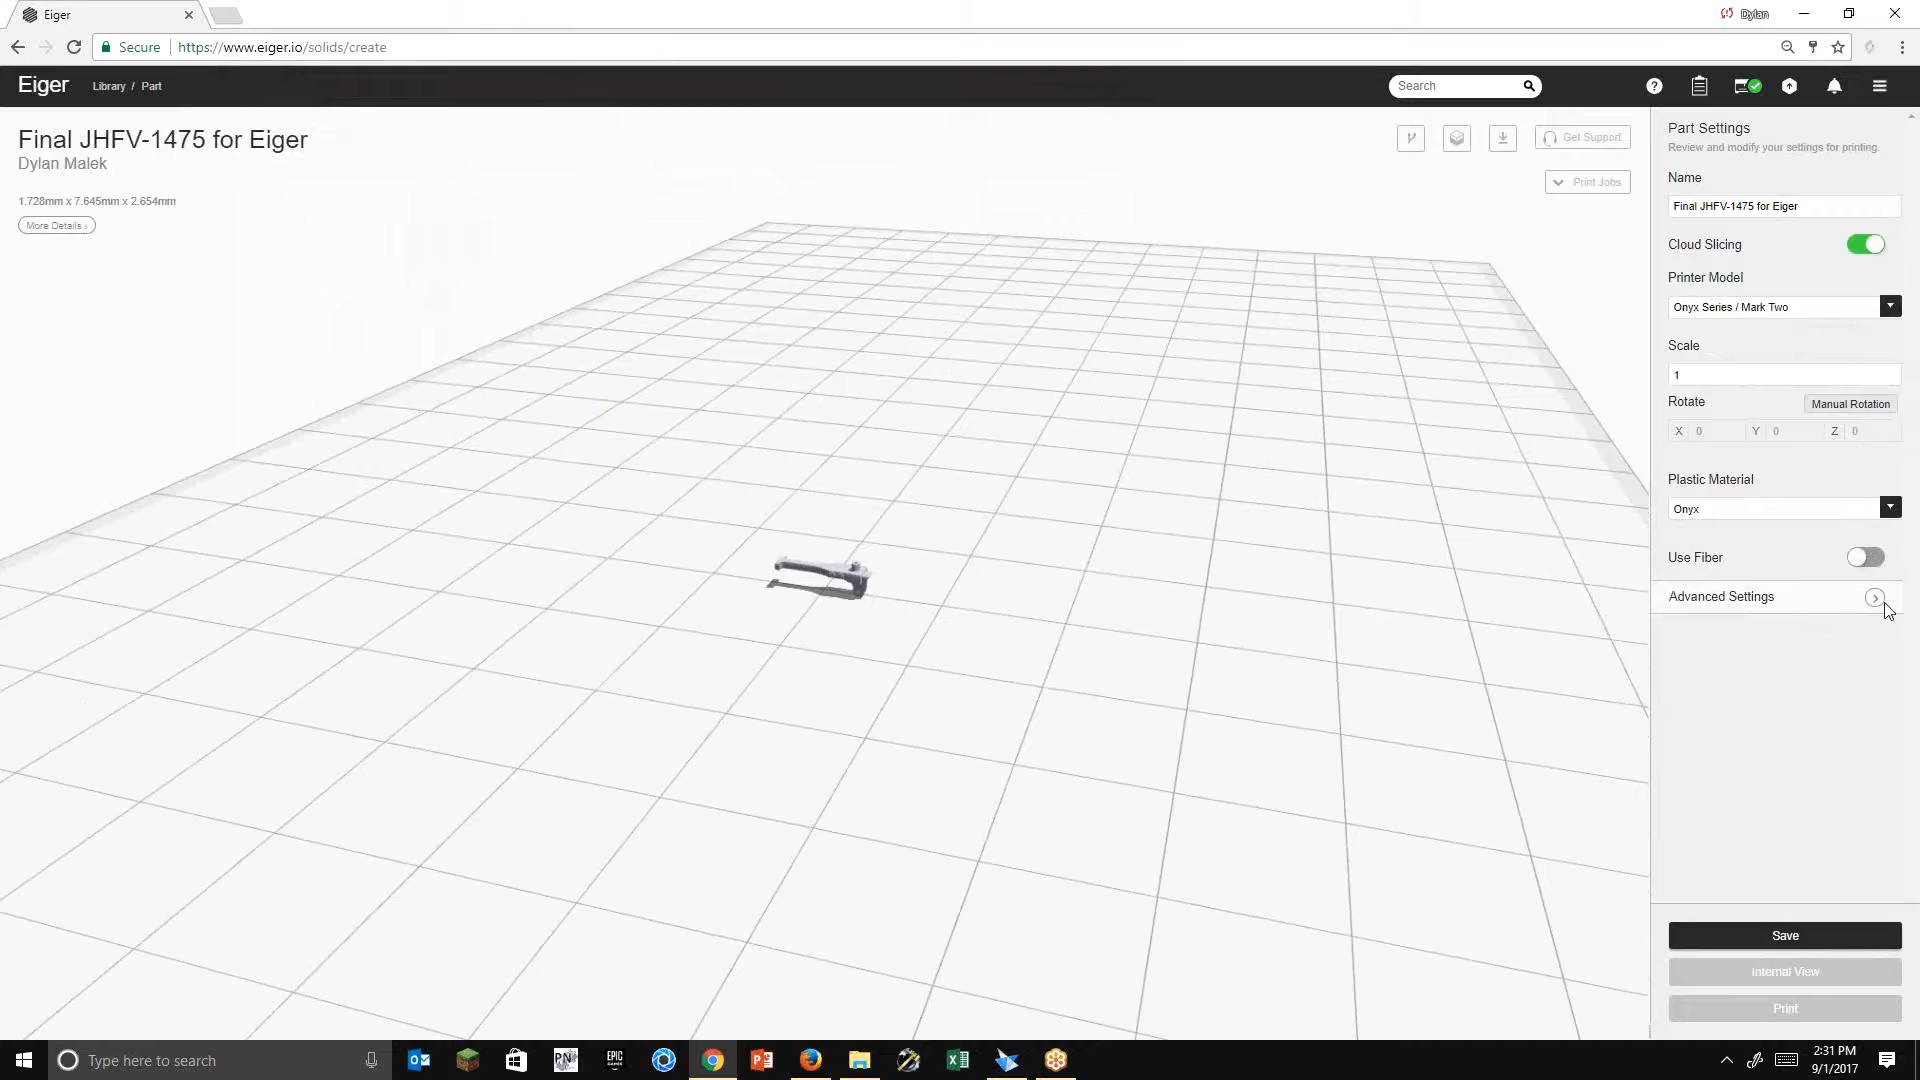 Eiger
Dylan
Secure
https://www.eiger.io/solids/create
Eiger
Library / Part
Search
Final JHFV-1475 for Eiger
Dylan Malek
1.728mm x 7.645mm x 2.654mm
More Details ›
Get Support
Print Jobs
Part Settings
Review and modify your settings for printing.
Name
Final JHFV-1475 for Eiger
Cloud Slicing
Printer Model
Onyx Series / Mark Two
Scale
1
Rotate
Manual Rotation
X 0 Y 0 Z 0
Plastic Material
Onyx
Use Fiber
Advanced Settings
Save
Internal View
Print
Type here to search
PN
EPIC
GAMES
2:31 PM
9/1/2017